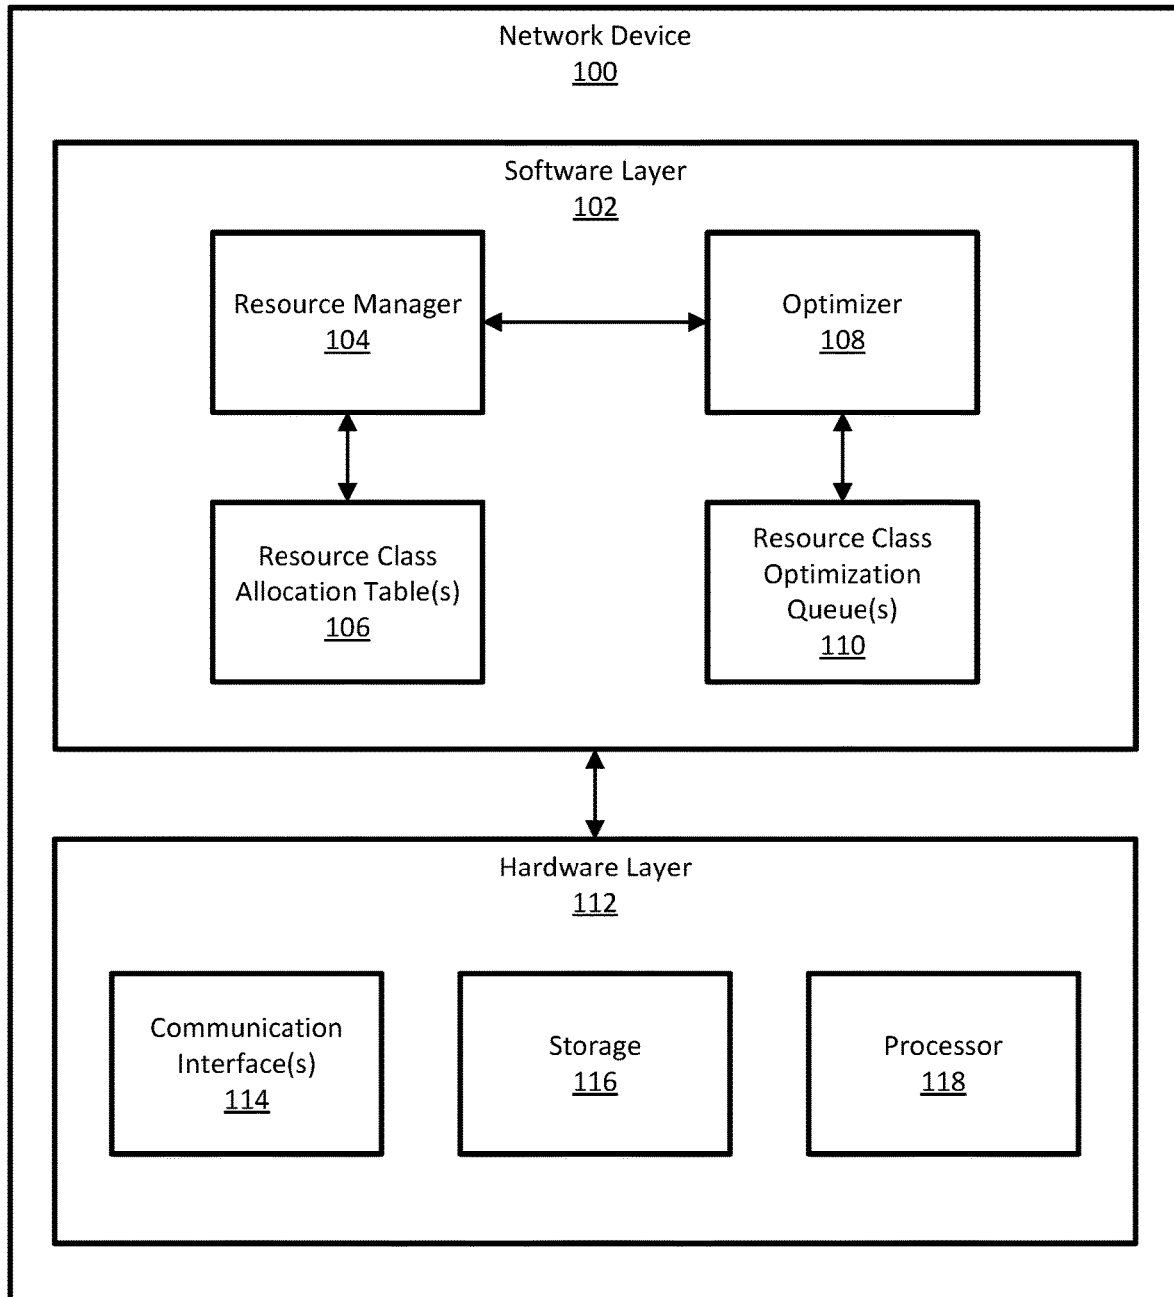 Network Device
100
Software Layer
102
Resource Manager
104
Optimizer
108
Resource Class
Allocation Table(s)
106
Resource Class
Optimization
Queue(s)
110
Hardware Layer
112
Communication
Interface(s)
114
Storage
116
Processor
118